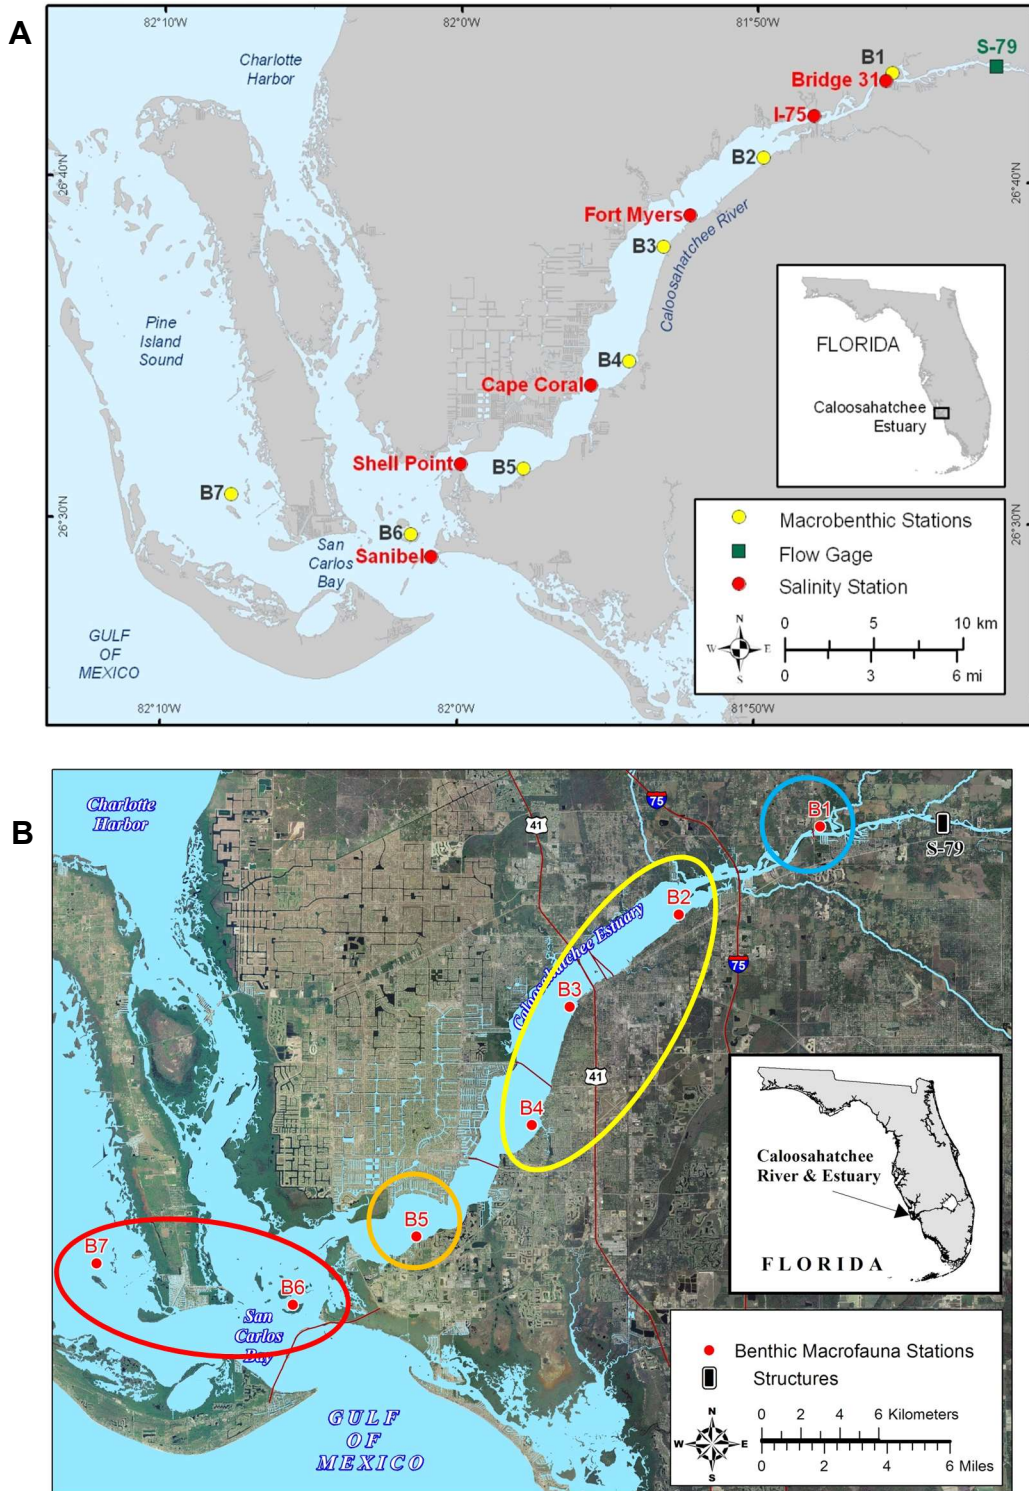 A
82°10'W
82°0'W
81°50'W
Charlotte
Harbor
S-79
B1
Bridge 31
I-75
B2
26°40'N
26°40'N
Fort Myers
B3
Caloosahatchee River
Pine
Island
Sound
B4
Cape Coral
FLORIDA
Caloosahatchee
Estuary
Shell Point
B5
B7
26°30'N
26°30'N
B6
San
Carlos
Bay
Sanibel
Macrobenthic Stations
Flow Gage
Salinity Station
GULF
OF
MEXICO
N
W
E
S
0 5 10 km
0 3 6 mi
82°10'W
82°0'W
81°50'W
B
Charlotte
Harbor
75
41
B1
S-79
B2
Caloosahatchee Estuary
75
B3
41
B4
Caloosahatchee
River & Estuary
FLORIDA
B5
B7
B6
San
Carlos
Bay
GULF
OF
MEXICO
Benthic Macrofauna Stations
Structures
N
W
E
S
0 2 4 6 Kilometers
0 2 4 6 Miles